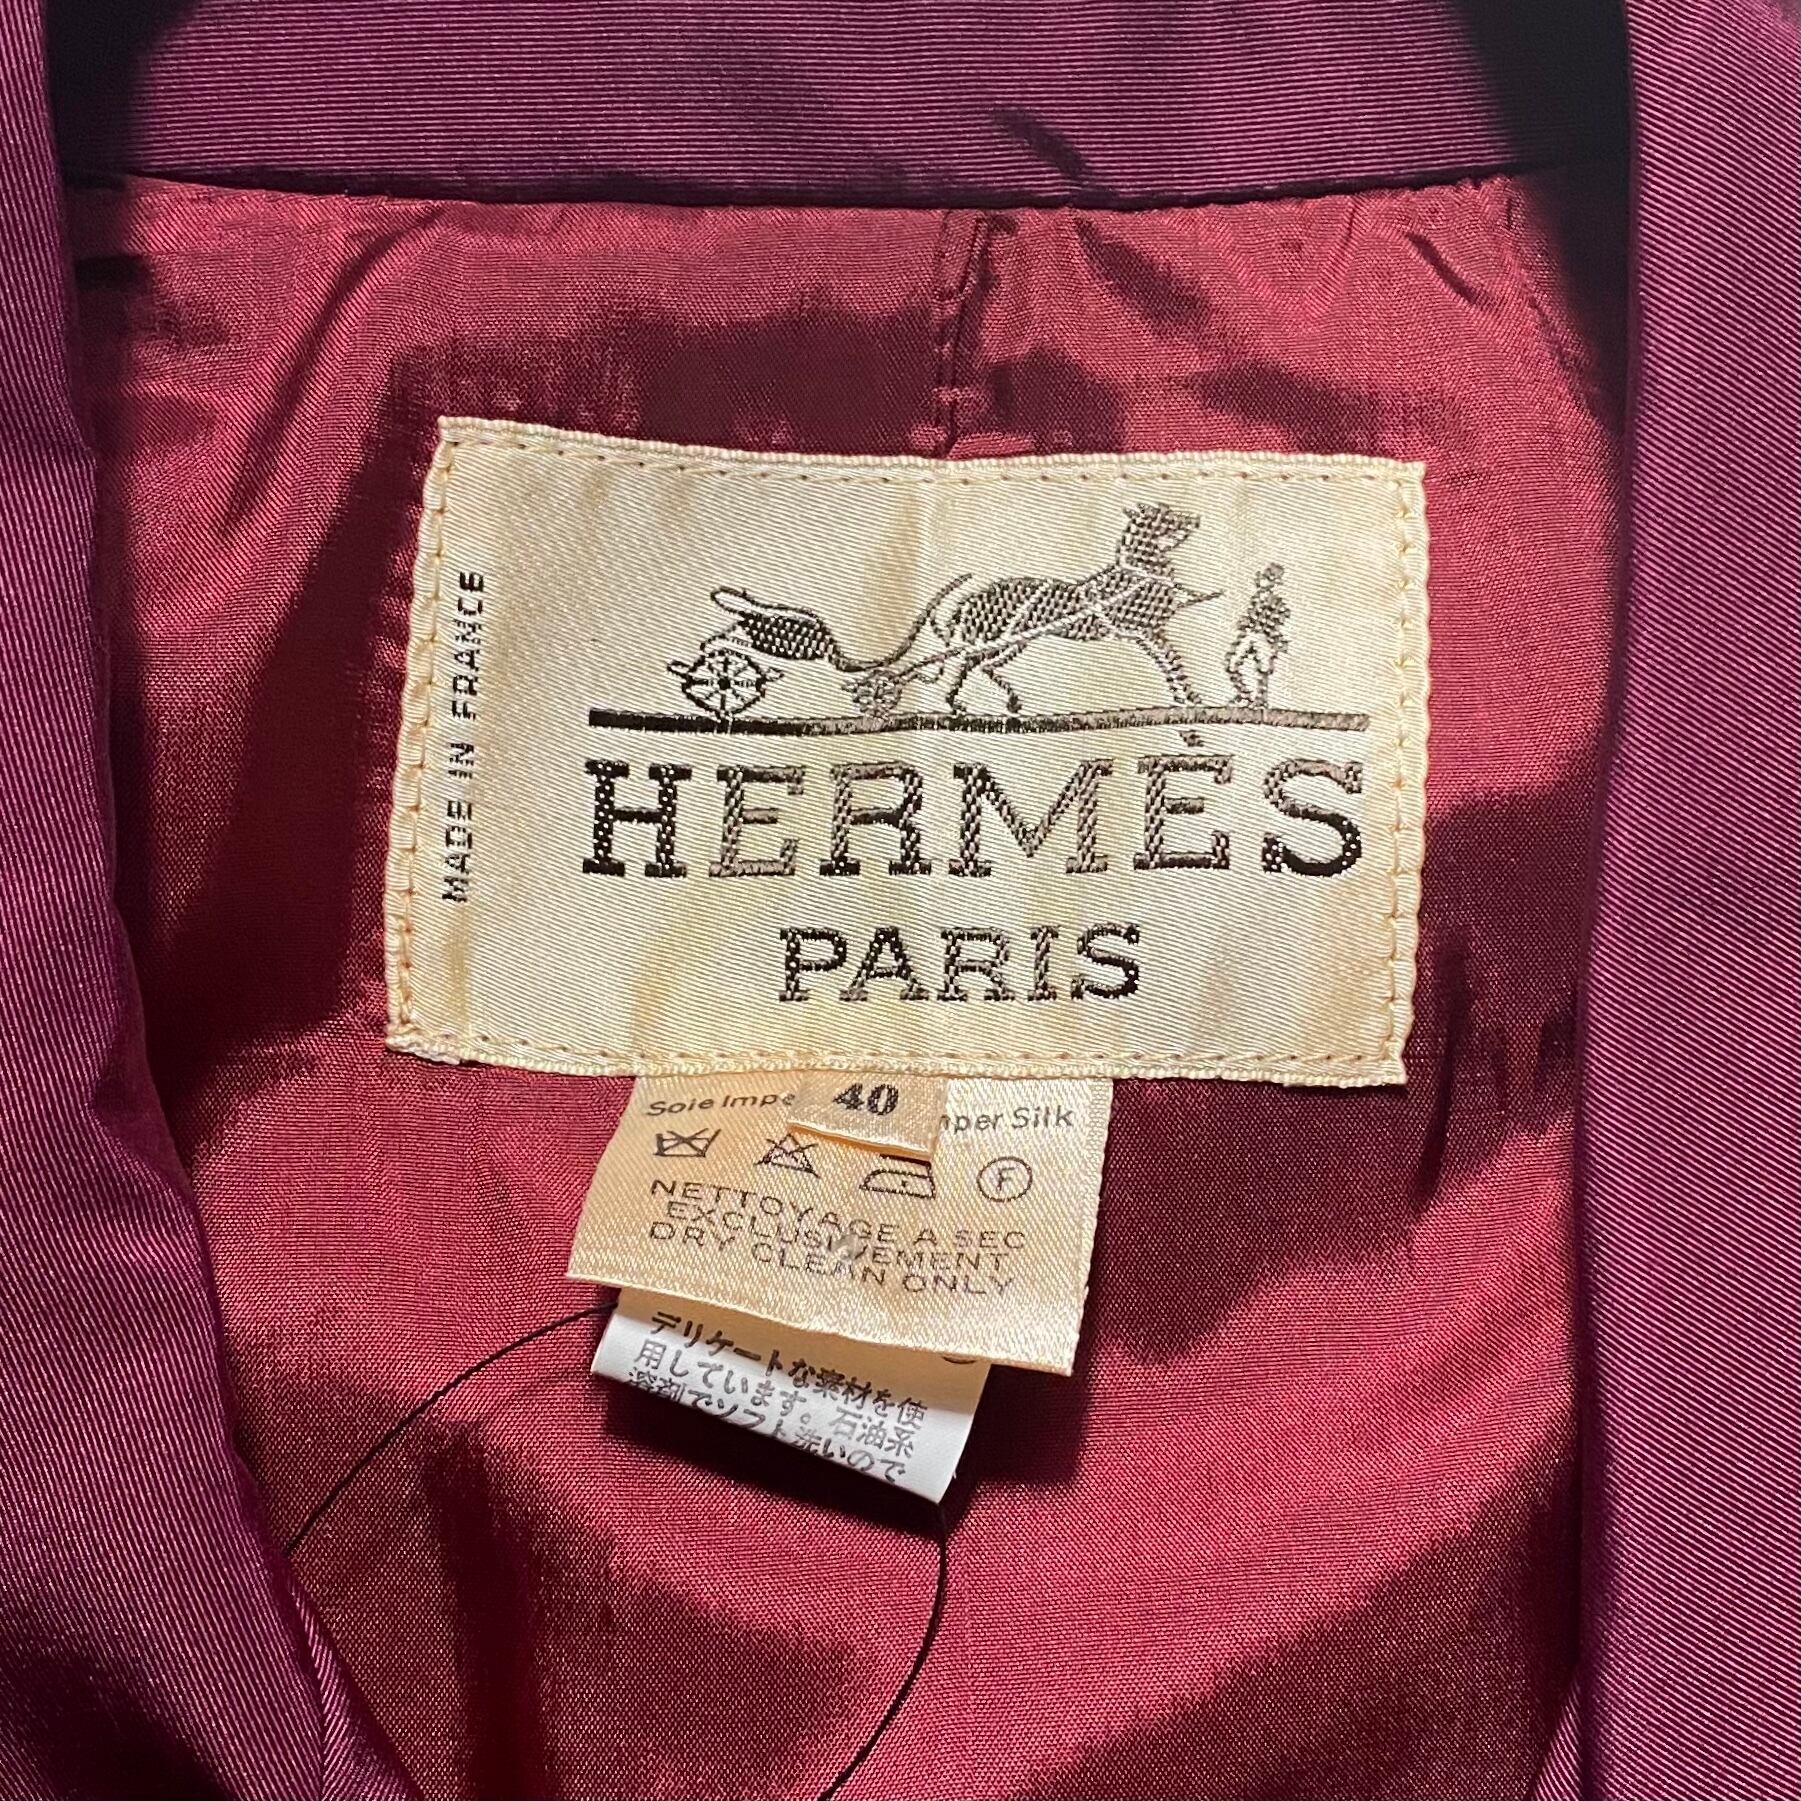 MADE IN FRANCE
HERMÈS
PARIS
40
Soie Silk
F
NETTOYAGE A SEC
EXCLUSIVEMENT
DRY CLEAN ONLY
デリケートな素材を使
用しています。石油系
溶剤でソフト洗いので